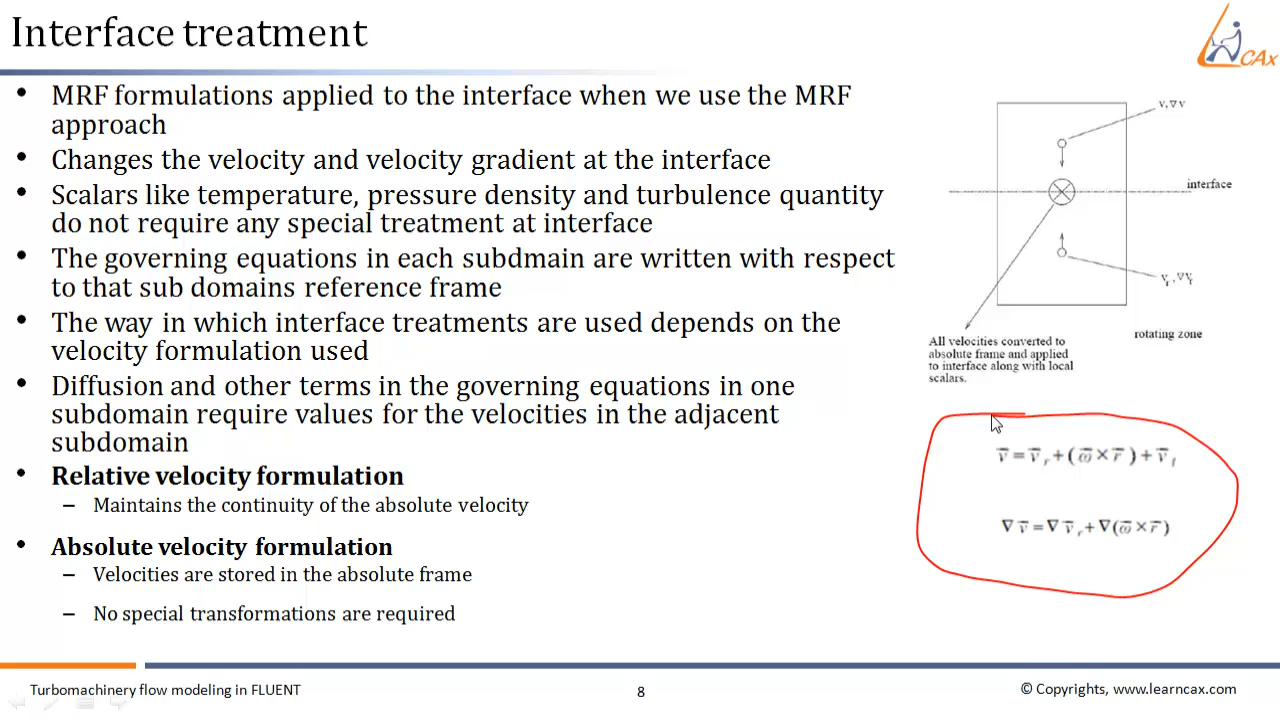 Interface treatment
CAx
• MRF formulations applied to the interface when we use the MRF
approach
• Changes the velocity and velocity gradient at the interface
• Scalars like temperature, pressure density and turbulence quantity
do not require any special treatment at interface
• The governing equations in each subdmain are written with respect
to that sub domains reference frame
• The way in which interface treatments are used depends on the
velocity formulation used
• Diffusion and other terms in the governing equations in one
subdomain require values for the velocities in the adjacent
subdomain
• Relative velocity formulation
– Maintains the continuity of the absolute velocity
• Absolute velocity formulation
– Velocities are stored in the absolute frame
– No special transformations are required
v, ∇v
interface
v_r, ∇v_r
rotating zone
All velocities converted to
absolute frame and applied
to interface along with local
scalars.
v⃗ = v⃗_r + (ω⃗ × r⃗) + v⃗_t
∇v⃗ = ∇v⃗_r + ∇(ω⃗ × r⃗)
Turbomachinery flow modeling in FLUENT
8
© Copyrights, www.learncax.com